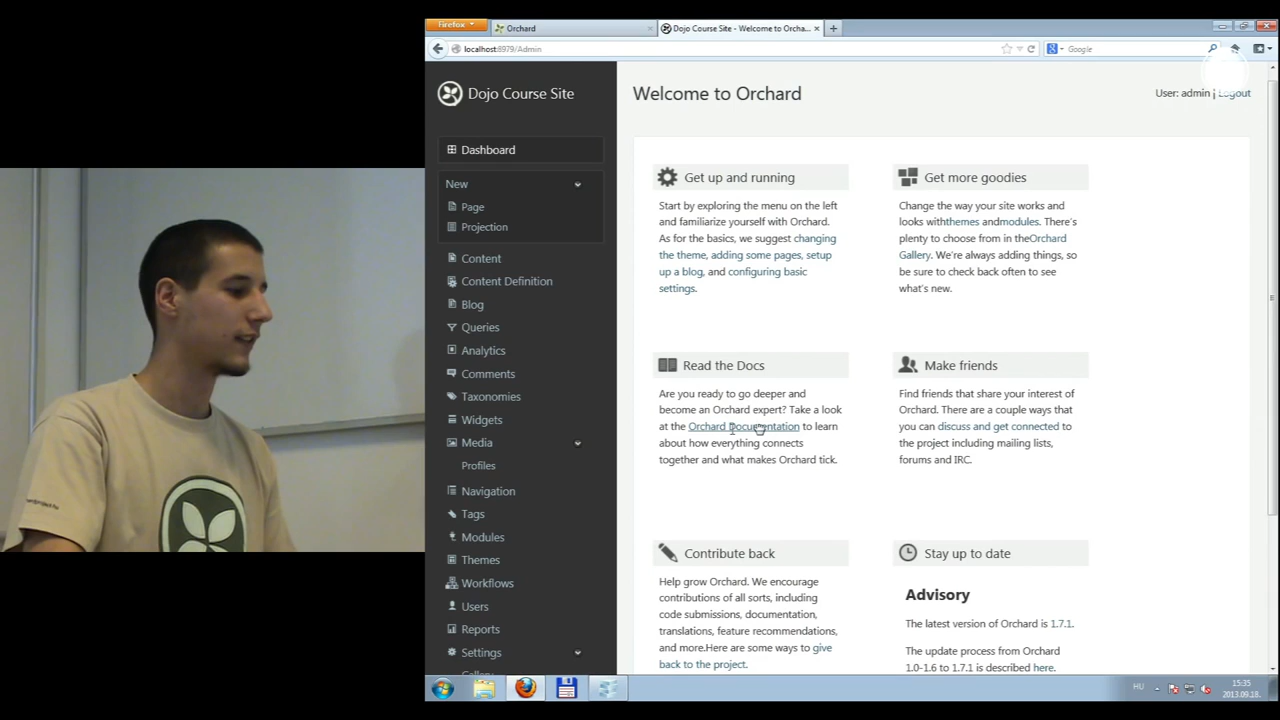 Firefox
Orchard
Dojo Course Site - Welcome to Orcha...
localhost:8979/Admin
Google
Dojo Course Site
Welcome to Orchard
User: admin | Logout
Dashboard
New
Page
Projection
Content
Content Definition
Blog
Queries
Analytics
Comments
Taxonomies
Widgets
Media
Profiles
Navigation
Tags
Modules
Themes
Workflows
Users
Reports
Settings
Get up and running
Start by exploring the menu on the left
and familiarize yourself with Orchard.
As for the basics, we suggest changing
the theme, adding some pages, setup
up a blog, and configuring basic
settings.
Get more goodies
Change the way your site works and
looks withthemes andmodules. There's
plenty to choose from in theOrchard
Gallery. We're always adding things, so
be sure to check back often to see
what's new.
Read the Docs
Are you ready to go deeper and
become an Orchard expert? Take a look
at the Orchard Documentation to learn
about how everything connects
together and what makes Orchard tick.
Make friends
Find friends that share your interest of
Orchard. There are a couple ways that
you can discuss and get connected to
the project including mailing lists,
forums and IRC.
Contribute back
Help grow Orchard. We encourage
contributions of all sorts, including
code submissions, documentation,
translations, feature recommendations,
and more.Here are some ways to give
back to the project.
Stay up to date
Advisory
The latest version of Orchard is 1.7.1.
The update process from Orchard
1.0-1.6 to 1.7.1 is described here.
HU
15:35
2013.09.18.